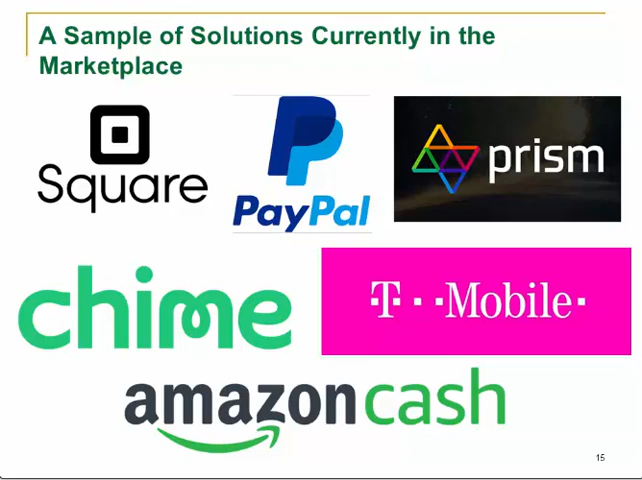 A Sample of Solutions Currently in the
Marketplace
Square
PayPal
prism
chime
T··Mobile·
amazon cash
15